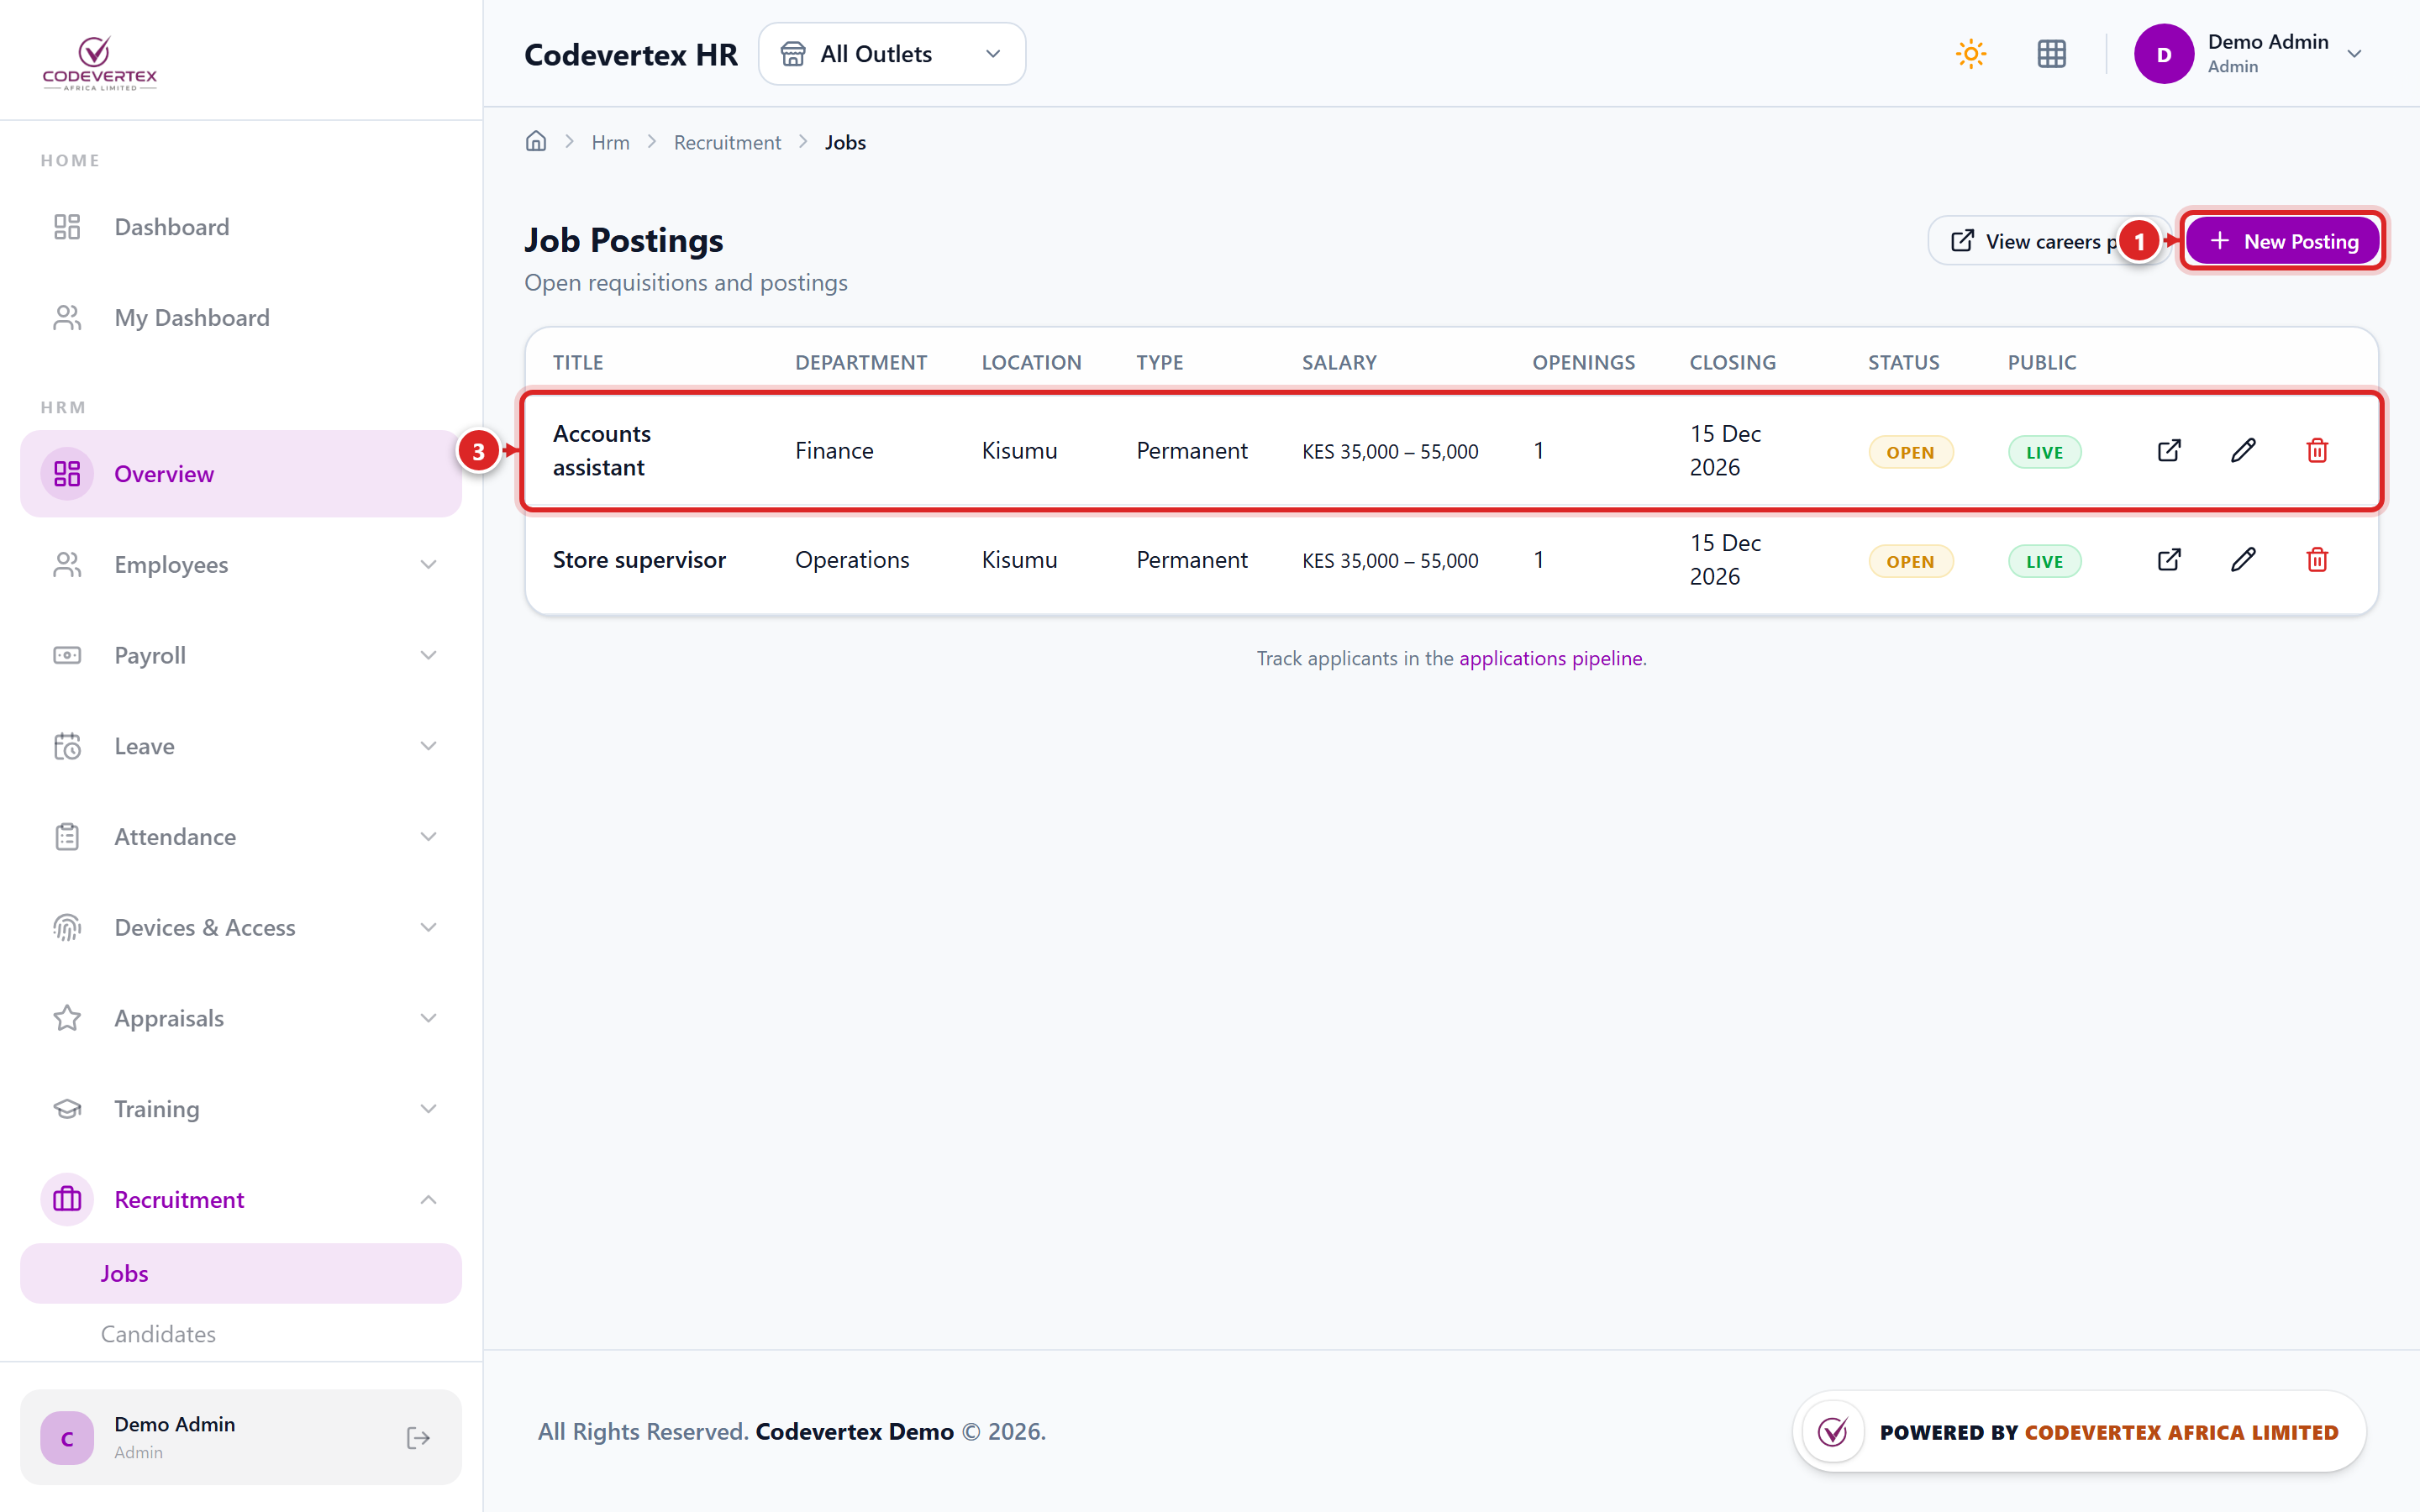 CODEVERTEX
AFRICA LIMITED
Codevertex HR
All Outlets
D
Demo Admin
Admin
HOME
Dashboard
My Dashboard
HRM
Overview
Employees
Payroll
Leave
Attendance
Devices & Access
Appraisals
Training
Recruitment
Jobs
Candidates
C
Demo Admin
Admin
Hrm
Recruitment
Jobs
Job Postings
Open requisitions and postings
View careers p
1
New Posting
TITLE DEPARTMENT LOCATION TYPE SALARY OPENINGS CLOSING STATUS PUBLIC
3
Accounts assistant Finance Kisumu Permanent KES 35,000 – 55,000 1 15 Dec 2026 OPEN LIVE
Store supervisor Operations Kisumu Permanent KES 35,000 – 55,000 1 15 Dec 2026 OPEN LIVE
Track applicants in the applications pipeline.
All Rights Reserved. Codevertex Demo © 2026.
POWERED BY CODEVERTEX AFRICA LIMITED